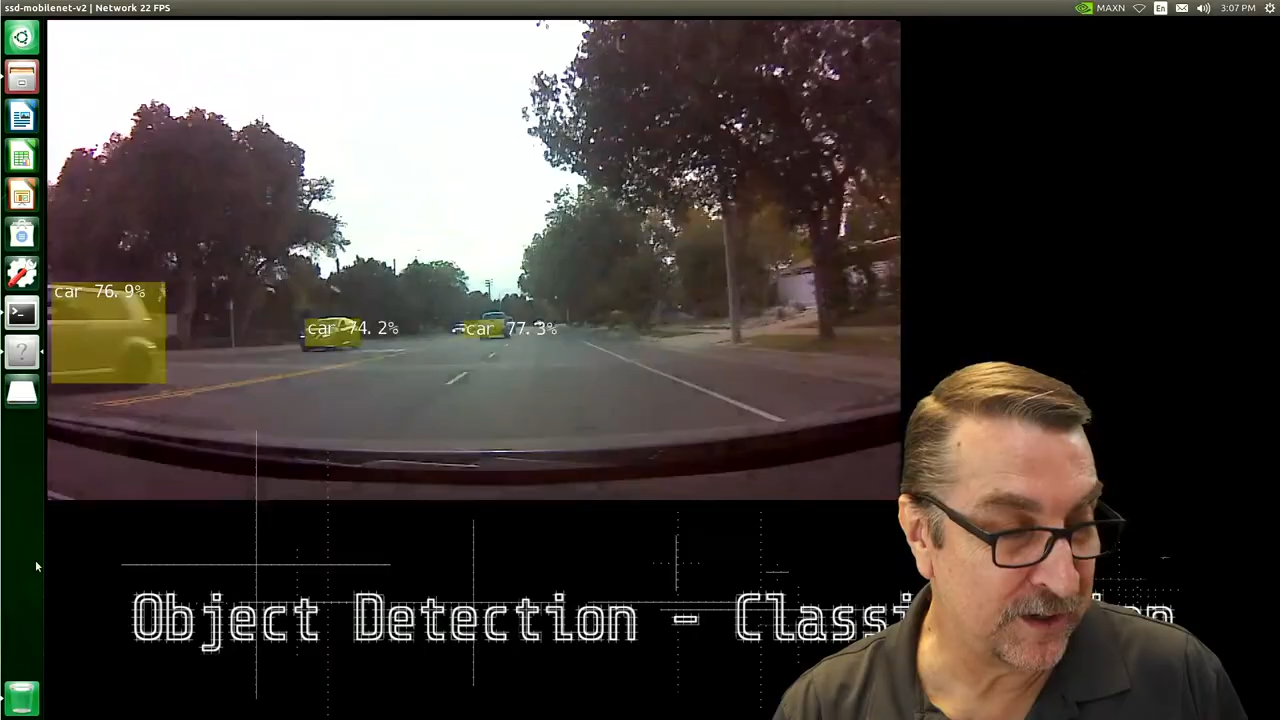 ssd-mobilenet-v2 | Network 22 FPS
MAXN
En
3:07 PM
car 76.9%
car 74.2%
car 77.3%
Object Detection -